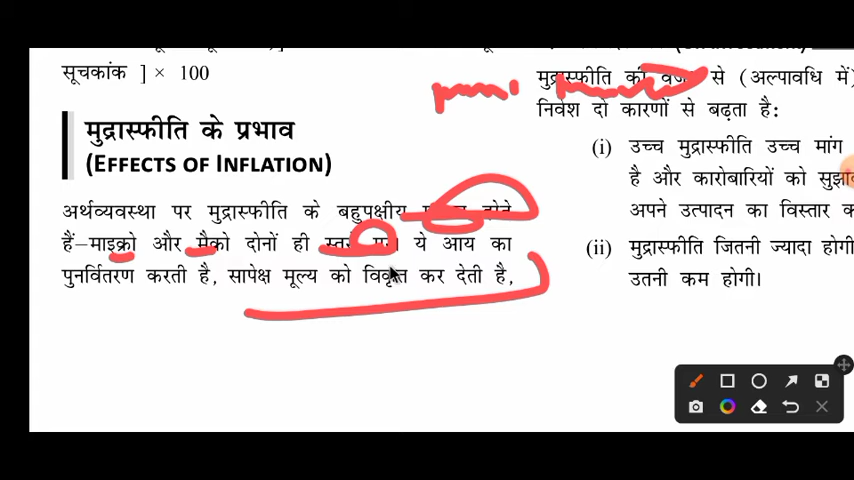 सूचकांक ] × 100
मुद्रास्फीति के प्रभाव
(EFFECTS OF INFLATION)
अर्थव्यवस्था पर मुद्रास्फीति के बहुपक्षीय होते
हैं–माइक्रो और मैक्रो दोनों ही स्तरों पर। ये आय का
पुनर्वितरण करती है, सापेक्ष मूल्य को विकृत कर देती है,
मुद्रास्फीति की वजह से (अल्पावधि में)
निवेश दो कारणों से बढ़ता है:
(i) उच्च मुद्रास्फीति उच्च मांग
है और कारोबारियों को
अपने उत्पादन का विस्तार
(ii) मुद्रास्फीति जितनी ज्यादा होगी
उतनी कम होगी।